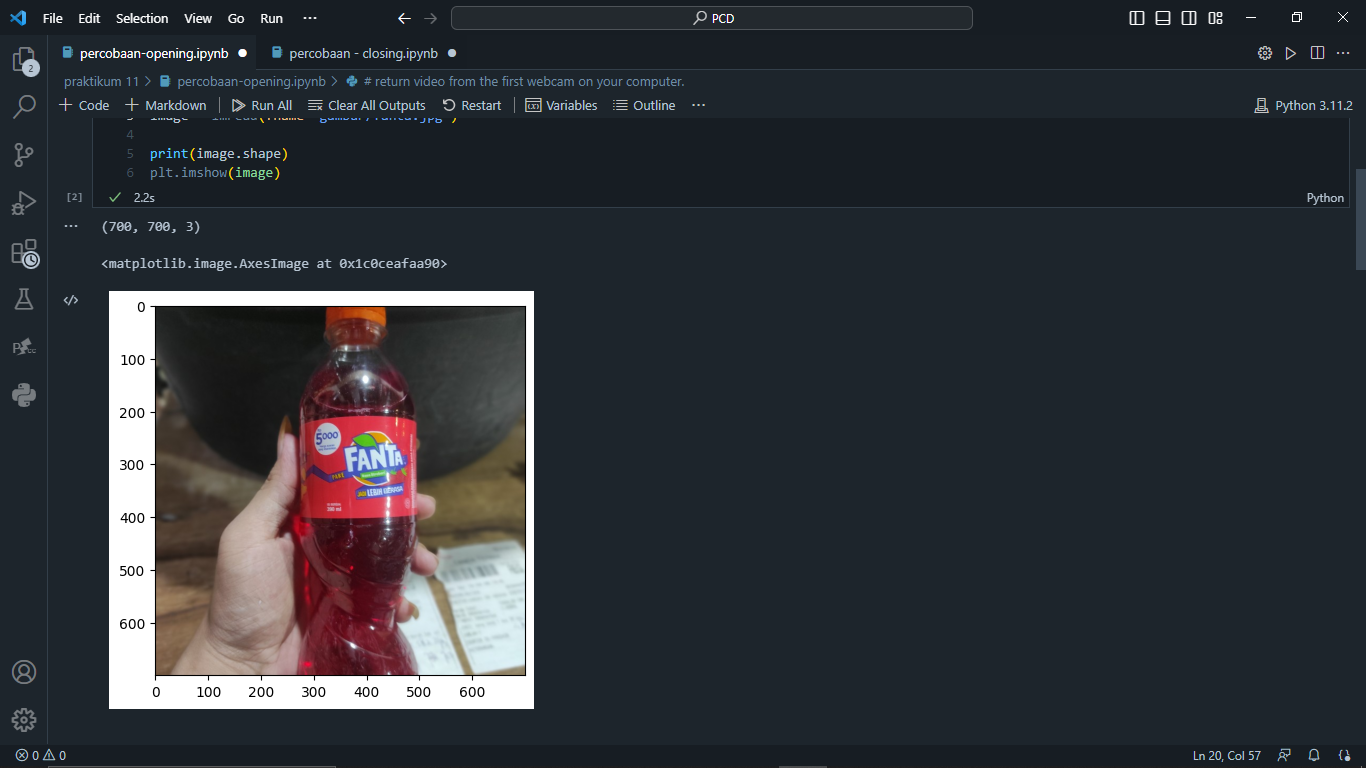 File Edit Selection View Go Run ··· PCD
percobaan-opening.ipynb percobaan - closing.ipynb
praktikum 11 > percobaan-opening.ipynb > # return video from the first webcam on your computer.
+ Code + Markdown Run All Clear All Outputs Restart Variables Outline ··· Python 3.11.2
4
5 print(image.shape)
6 plt.imshow(image)
[2] 2.2s Python
(700, 700, 3)
<matplotlib.image.AxesImage at 0x1c0ceafaa90>
0
100
200
5000
FANTA
300
LEBIH
400
500
600
0 100 200 300 400 500 600
2
0 0 Ln 20, Col 57